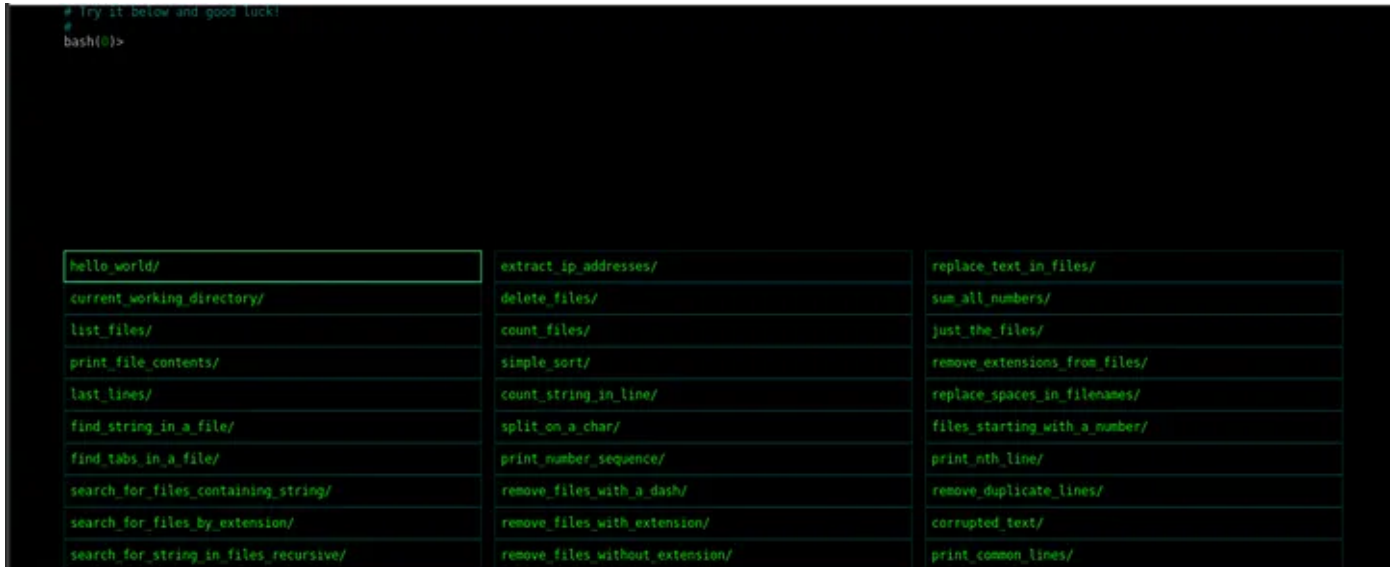 # Try it below and good luck!
#
bash(0)>
hello_world/
extract_ip_addresses/
replace_text_in_files/
current_working_directory/
delete_files/
sum_all_numbers/
list_files/
count_files/
just_the_files/
print_file_contents/
simple_sort/
remove_extensions_from_files/
last_lines/
count_string_in_line/
replace_spaces_in_filenames/
find_string_in_a_file/
split_on_a_char/
files_starting_with_a_number/
find_tabs_in_a_file/
print_number_sequence/
print_nth_line/
search_for_files_containing_string/
remove_files_with_a_dash/
remove_duplicate_lines/
search_for_files_by_extension/
remove_files_with_extension/
corrupted_text/
search_for_string_in_files_recursive/
remove_files_without_extension/
print_common_lines/